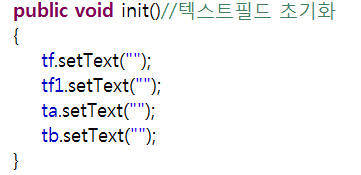 public void init()//텍스트필드 초기화
{
tf.setText("");
tf1.setText("");
ta.setText("");
tb.setText("");
}